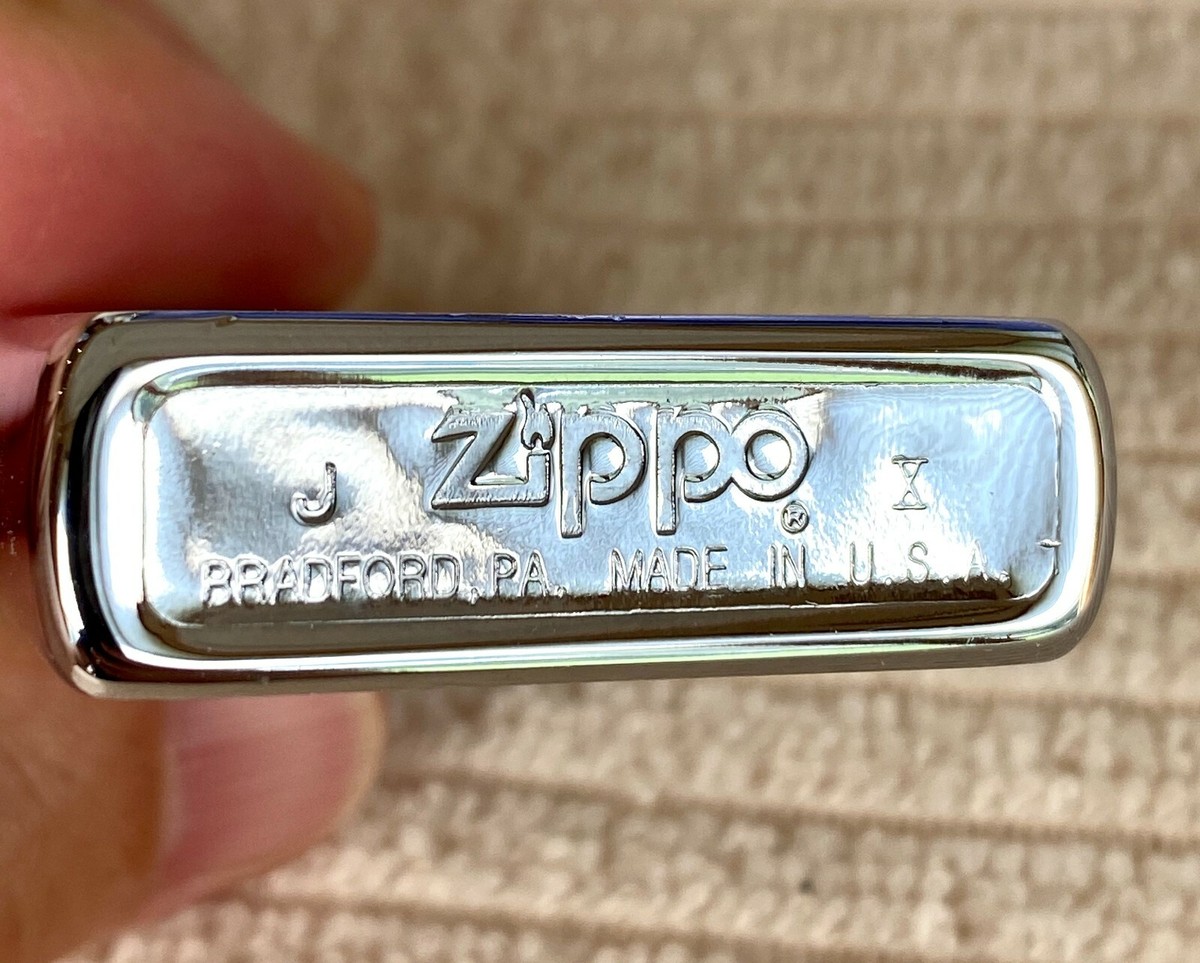 J Zippo ® X
BRADFORD, PA. MADE IN U.S.A.